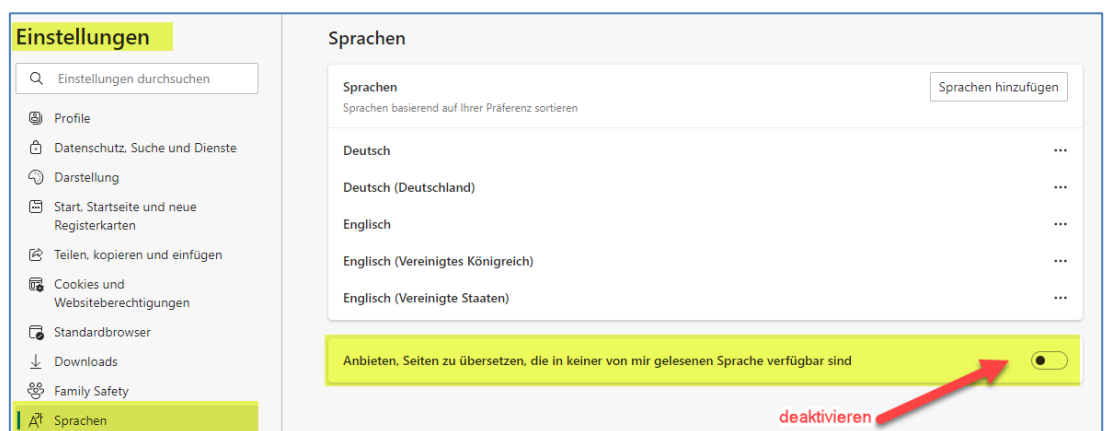 Einstellungen
Einstellungen durchsuchen
Profile
Datenschutz, Suche und Dienste
Darstellung
Start, Startseite und neue
Registerkarten
Teilen, kopieren und einfügen
Cookies und
Websiteberechtigungen
Standardbrowser
Downloads
Family Safety
Sprachen
Sprachen
Sprachen
Sprachen hinzufügen
Sprachen basierend auf Ihrer Präferenz sortieren
Deutsch
Deutsch (Deutschland)
Englisch
Englisch (Vereinigtes Königreich)
Englisch (Vereinigte Staaten)
Anbieten, Seiten zu übersetzen, die in keiner von mir gelesenen Sprache verfügbar sind
deaktivieren